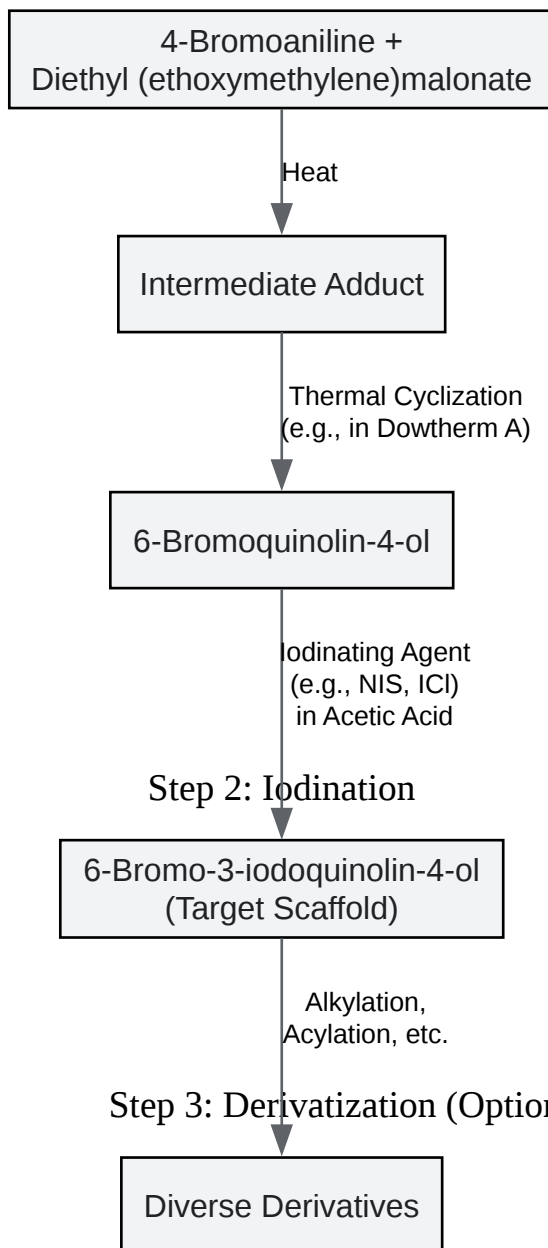 4-Bromoaniline +
Diethyl (ethoxymethylene)malonate
Heat
Intermediate Adduct
Thermal Cyclization
(e.g., in Dowtherm A)
6-Bromoquinolin-4-ol
Iodinating Agent
(e.g., NIS, ICl)
in Acetic Acid
Step 2: Iodination
6-Bromo-3-iodoquinolin-4-ol
(Target Scaffold)
Alkylation,
Acylation, etc.
Step 3: Derivatization
Diverse Derivatives